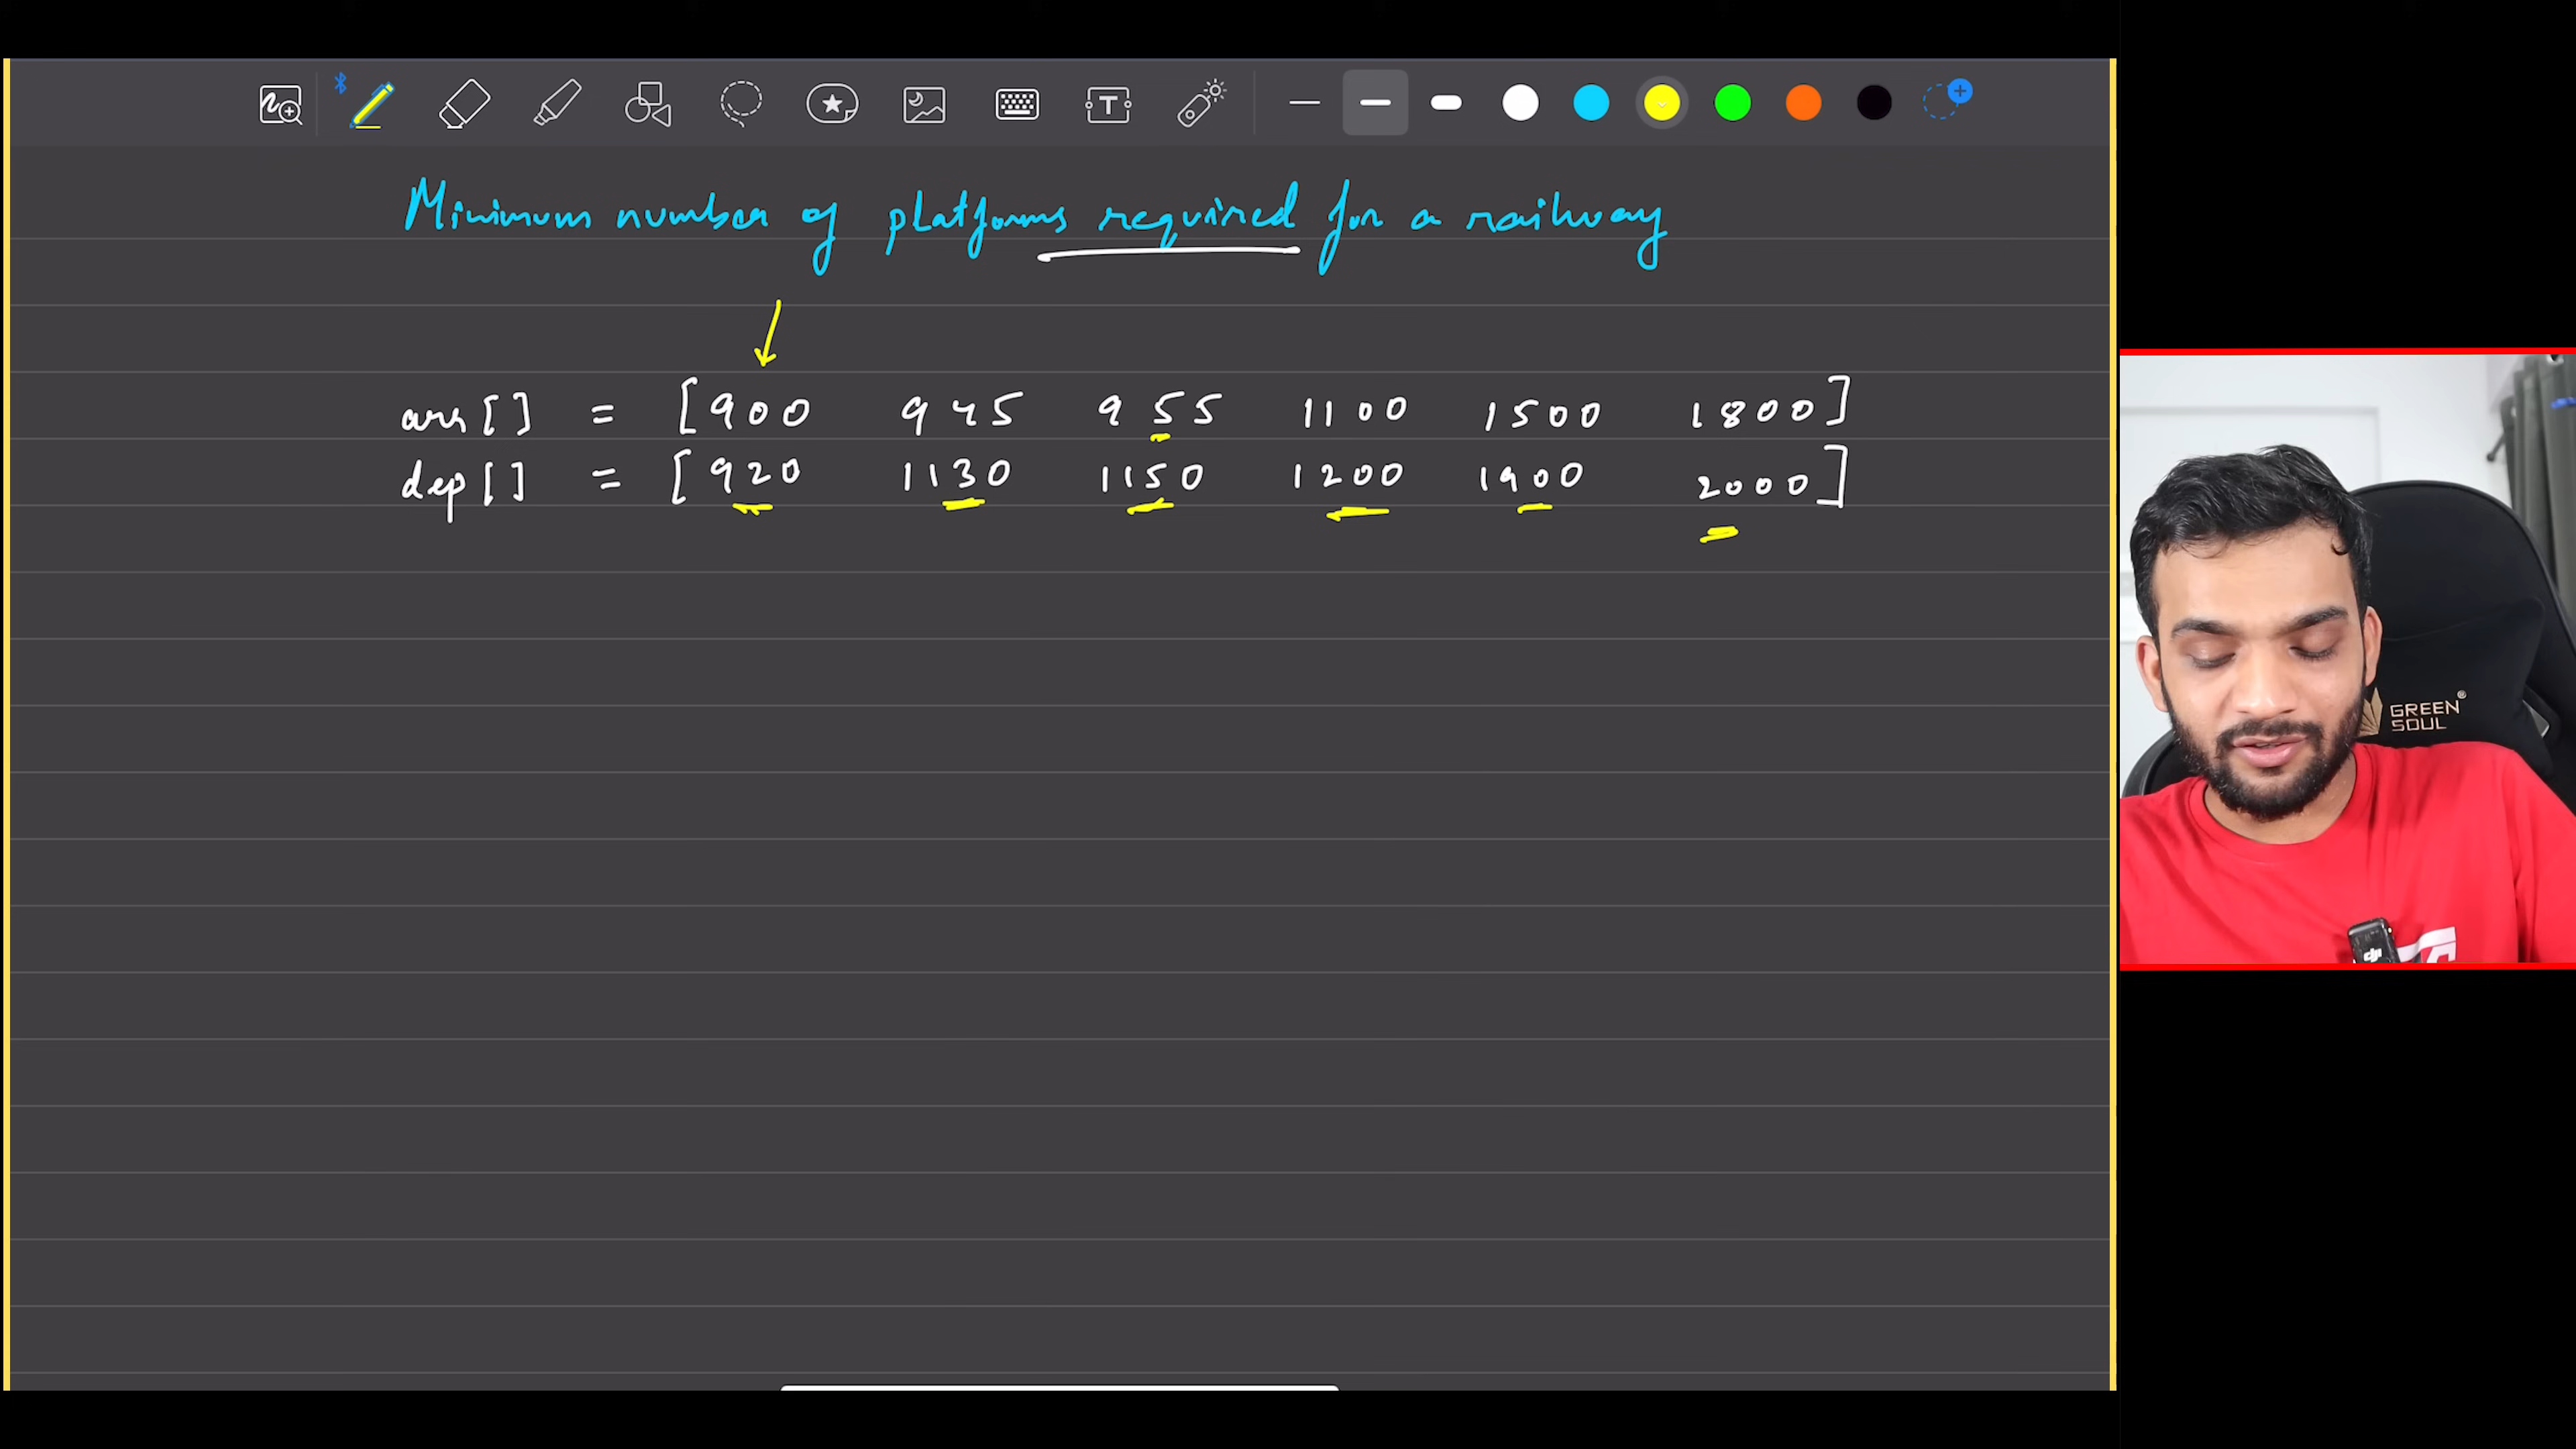 T
Minimum number of platforms required for a railway
arr[] = [900 945 955 1100 1500 1800]
dep[] = [920 1130 1150 1200 1900 2000]
GREEN
SOUL
dji